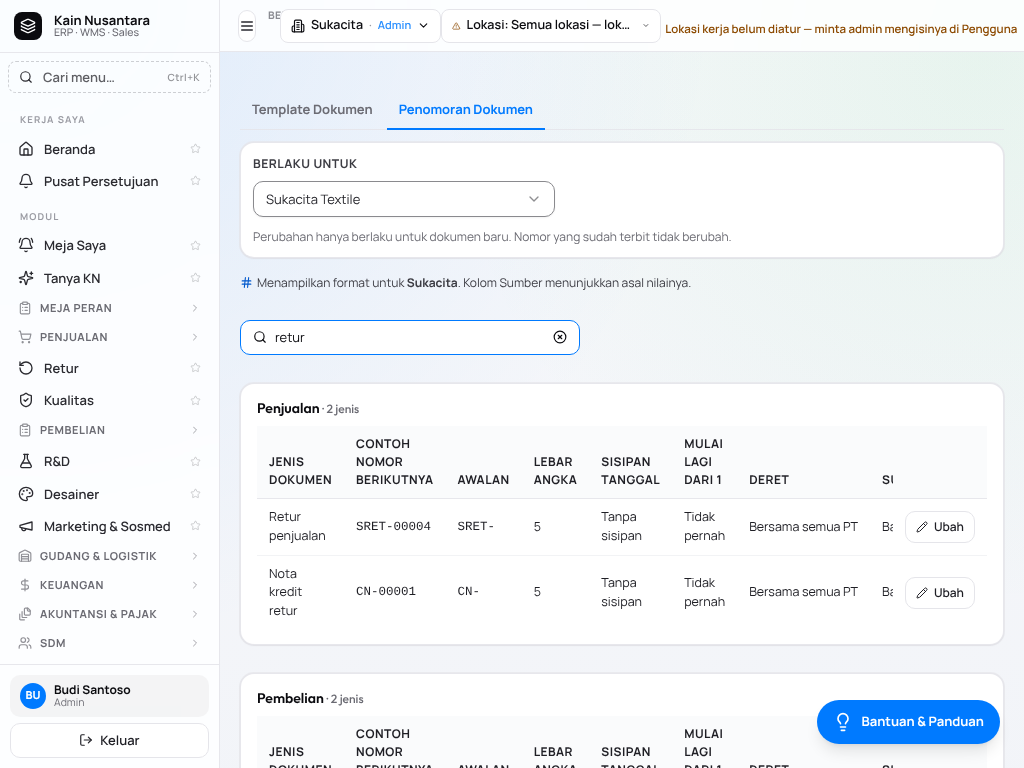 Kain Nusantara
ERP · WMS · Sales
Cari menu... Ctrl+K
KERJA SAYA
Beranda
Pusat Persetujuan
MODUL
Meja Saya
Tanya KN
MEJA PERAN
PENJUALAN
Retur
Kualitas
PEMBELIAN
R&D
Desainer
Marketing & Sosmed
GUDANG & LOGISTIK
KEUANGAN
AKUNTANSI & PAJAK
SDM
BU Budi Santoso
Admin
Keluar
Sukacita · Admin
Lokasi: Semua lokasi — lok...
Lokasi kerja belum diatur — minta admin mengisinya di Pengguna
Template Dokumen Penomoran Dokumen
BERLAKU UNTUK
Sukacita Textile
Perubahan hanya berlaku untuk dokumen baru. Nomor yang sudah terbit tidak berubah.
# Menampilkan format untuk Sukacita. Kolom Sumber menunjukkan asal nilainya.
retur
Penjualan · 2 jenis
JENIS DOKUMEN CONTOH NOMOR BERIKUTNYA AWALAN LEBAR ANGKA SISIPAN TANGGAL MULAI LAGI DARI 1 DERET
Retur penjualan SRET-00004 SRET- 5 Tanpa sisipan Tidak pernah Bersama semua PT Ubah
Nota kredit retur CN-00001 CN- 5 Tanpa sisipan Tidak pernah Bersama semua PT Ubah
Pembelian · 2 jenis
JENIS CONTOH NOMOR LEBAR SISIPAN MULAI LAGI DERET
Bantuan & Panduan